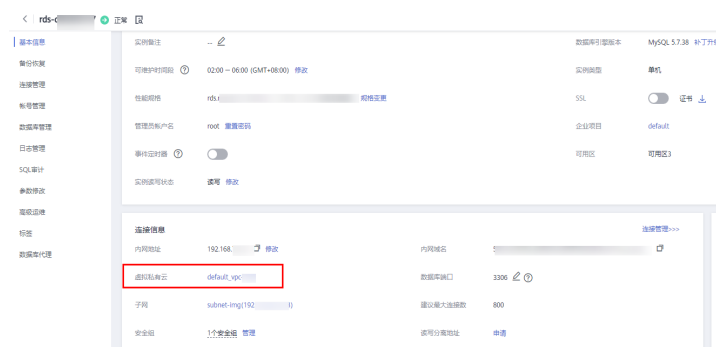 rds- 正常
基本信息
备份恢复
连接管理
帐号管理
数据库管理
日志管理
SQL审计
参数修改
高级运维
标签
数据库代理
实例备注 --
数据库引擎版本 MySQL 5.7.38 补丁升级
可维护时间段 02:00 – 06:00 (GMT+08:00) 修改
实例类型 单机
性能规格 rds. 规格变更
SSL 证书
管理员帐户名 root 重置密码
企业项目 default
事件定时器
可用区 可用区3
实例读写状态 读写 修改
连接信息 连接管理>>>
内网地址 192.168. 修改
内网域名
虚拟私有云 default_vpc-
数据库端口 3306
子网 subnet-img(192
建议最大连接数 800
安全组 1个安全组 管理
读写分离地址 申请